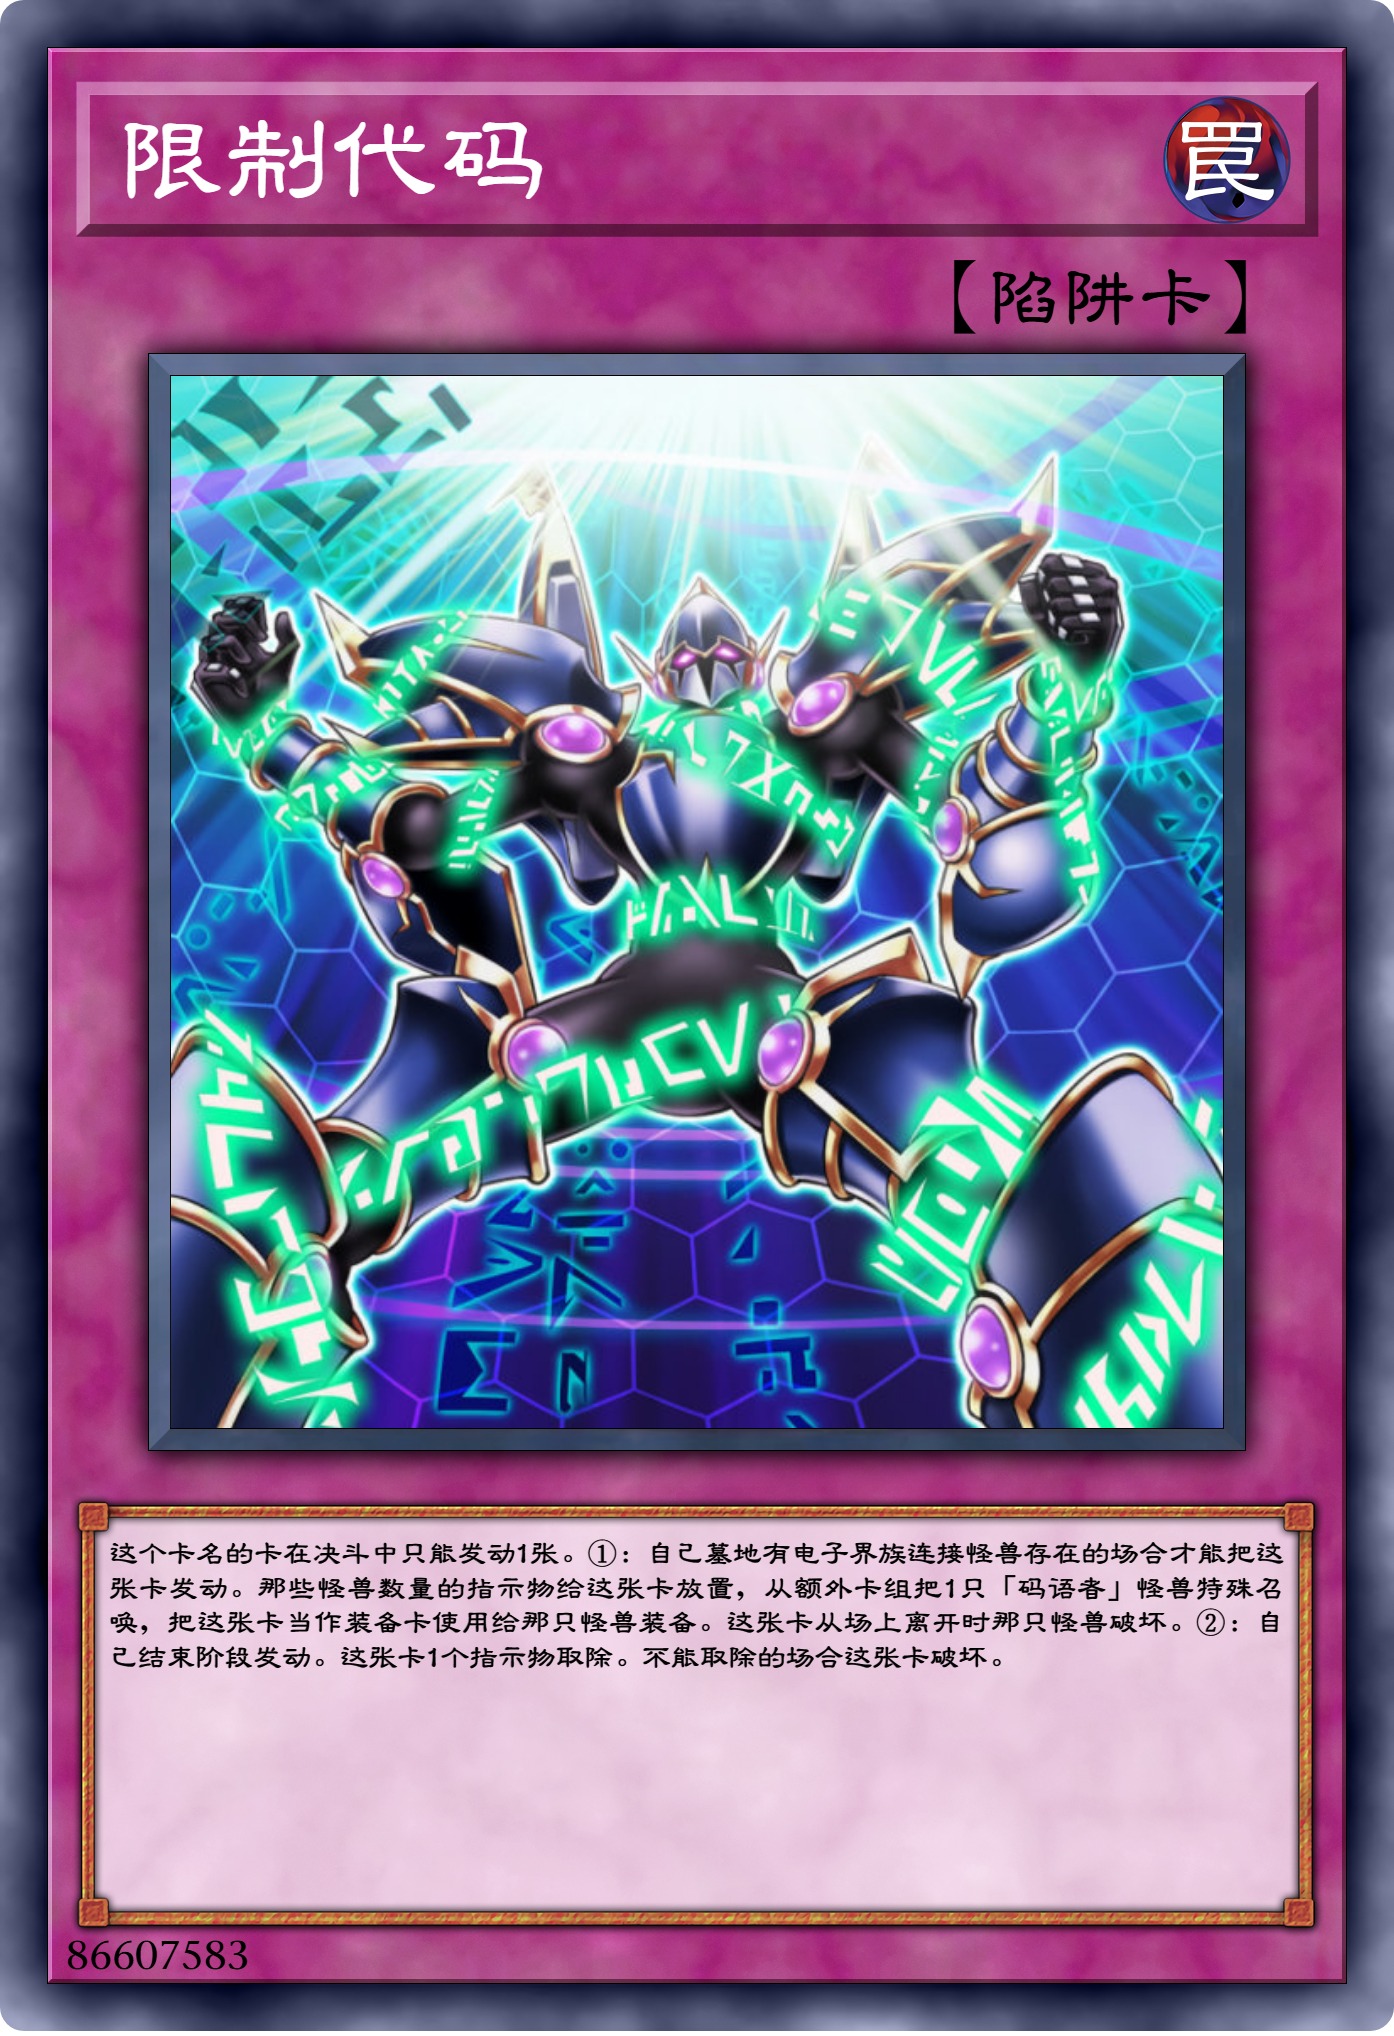 限制代码
罠
【陷阱卡】
这个卡名的卡在决斗中只能发动1张。①：自己墓地有电子界族连接怪兽存在的场合才能把这
张卡发动。那些怪兽数量的指示物给这张卡放置，从额外卡组把1只「码语者」怪兽特殊召
唤，把这张卡当作装备卡使用给那只怪兽装备。这张卡从场上离开时那只怪兽破坏。②：自
己结束阶段发动。这张卡1个指示物取除。不能取除的场合这张卡破坏。
86607583